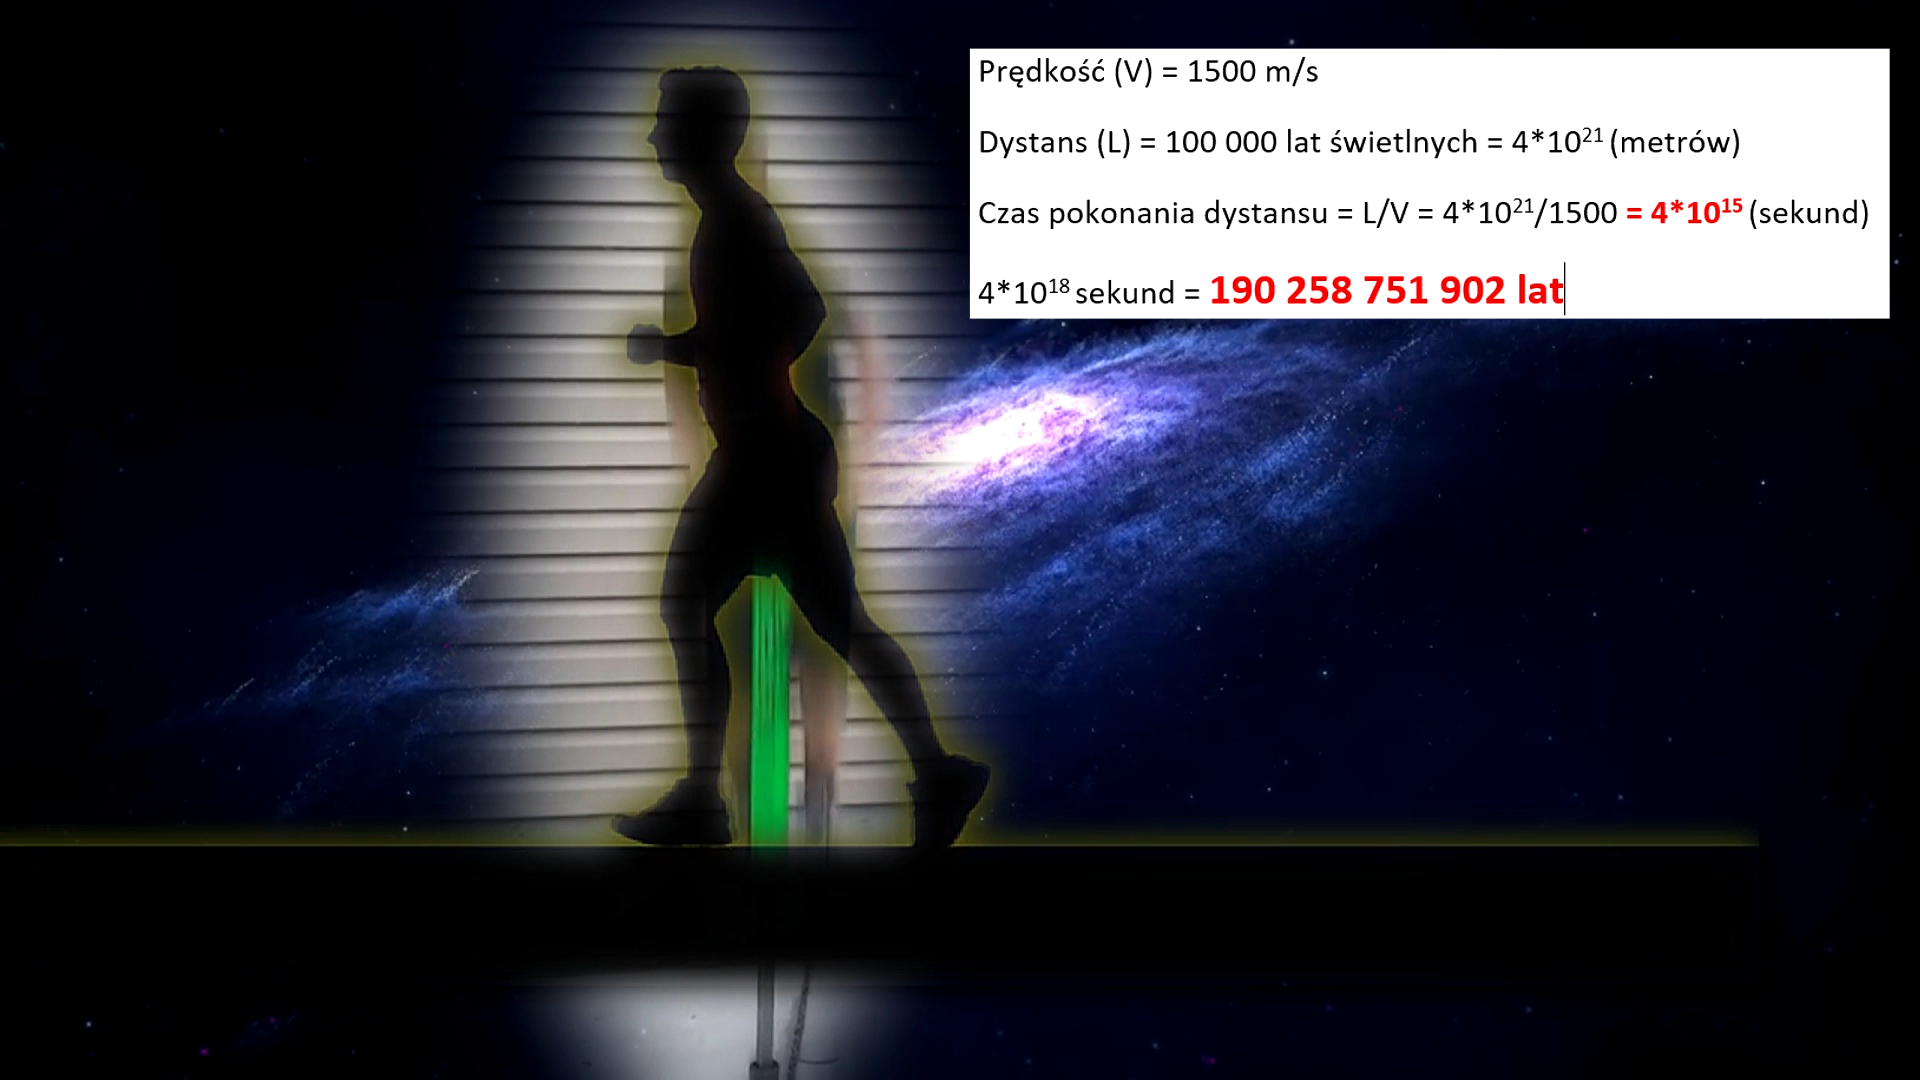 Prędkość (V) = 1500 m/s
Dystans (L) = 100 000 lat świetlnych = 4*10²¹ (metrów)
Czas pokonania dystansu = L/V = 4*10²¹/1500 = 4*10¹⁵ (sekund)
4*10¹⁸ sekund = 190 258 751 902 lat